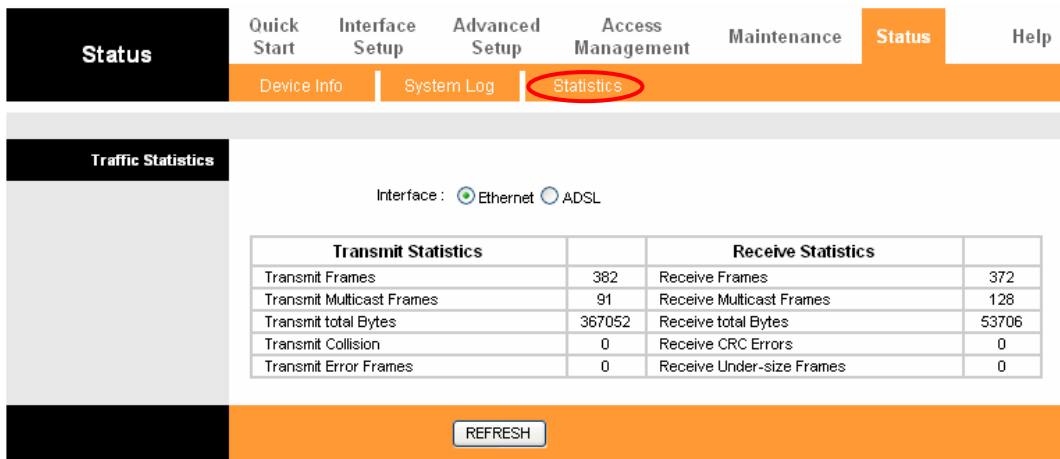 Status
Quick Start
Interface Setup
Advanced Setup
Access Management
Maintenance
Status
Help
Device Info
System Log
Statistics
Traffic Statistics
Interface : Ethernet ADSL
Transmit Statistics Receive Statistics
Transmit Frames 382 Receive Frames 372
Transmit Multicast Frames 91 Receive Multicast Frames 128
Transmit total Bytes 367052 Receive total Bytes 53706
Transmit Collision 0 Receive CRC Errors 0
Transmit Error Frames 0 Receive Under-size Frames 0
REFRESH